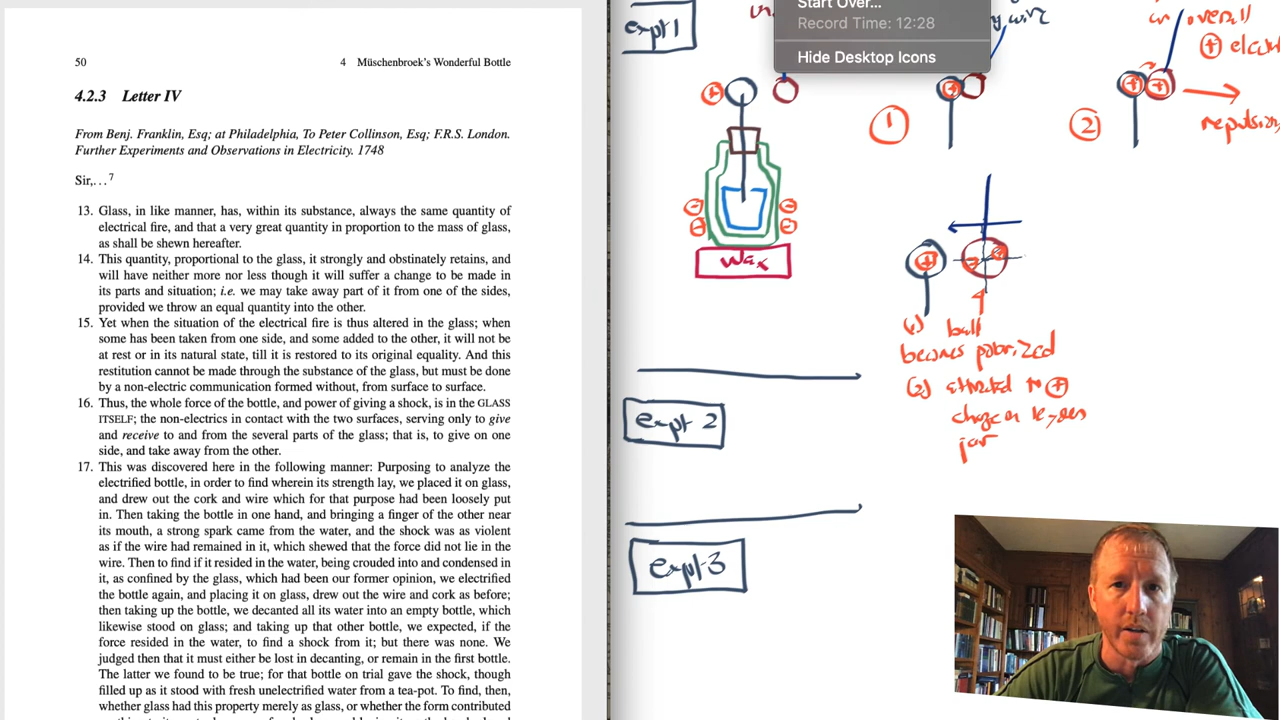 50
4 Müschenbroek's Wonderful Bottle
4.2.3 Letter IV
From Benj. Franklin, Esq; at Philadelphia, To Peter Collinson, Esq; F.R.S. London.
Further Experiments and Observations in Electricity. 1748
Sir,...7
13. Glass, in like manner, has, within its substance, always the same quantity of
electrical fire, and that a very great quantity in proportion to the mass of glass,
as shall be shewn hereafter.
14. This quantity, proportional to the glass, it strongly and obstinately retains, and
will have neither more nor less though it will suffer a change to be made in
its parts and situation; i.e. we may take away part of it from one of the sides,
provided we throw an equal quantity into the other.
15. Yet when the situation of the electrical fire is thus altered in the glass; when
some has been taken from one side, and some added to the other, it will not be
at rest or in its natural state, till it is restored to its original equality. And this
restitution cannot be made through the substance of the glass, but must be done
by a non-electric communication formed without, from surface to surface.
16. Thus, the whole force of the bottle, and power of giving a shock, is in the GLASS
ITSELF; the non-electrics in contact with the two surfaces, serving only to give
and receive to and from the several parts of the glass; that is, to give on one
side, and take away from the other.
17. This was discovered here in the following manner: Purposing to analyze the
electrified bottle, in order to find wherein its strength lay, we placed it on glass,
and drew out the cork and wire which for that purpose had been loosely put
in. Then taking the bottle in one hand, and bringing a finger of the other near
its mouth, a strong spark came from the water, and the shock was as violent
as if the wire had remained in it, which shewed that the force did not lie in the
wire. Then to find if it resided in the water, being crouded into and condensed in
it, as confined by the glass, which had been our former opinion, we electrified
the bottle again, and placing it on glass, drew out the wire and cork as before;
then taking up the bottle, we decanted all its water into an empty bottle, which
likewise stood on glass; and taking up that other bottle, we expected, if the
force resided in the water, to find a shock from it; but there was none. We
judged then that it must either be lost in decanting, or remain in the first bottle.
The latter we found to be true; for that bottle on trial gave the shock, though
filled up as it stood with fresh unelectrified water from a tea-pot. To find, then,
whether glass had this property merely as glass, or whether the form contributed
Start Over...
Record Time: 12:28
Hide Desktop Icons
expt 1
wire
overall
+
+
1
+
2
+ +
repulsion
- -
- -
Wax
+
- +
(1) ball
becomes polarized
(2) attracted to +
charge on leyden
jar
expt 2
expt 3